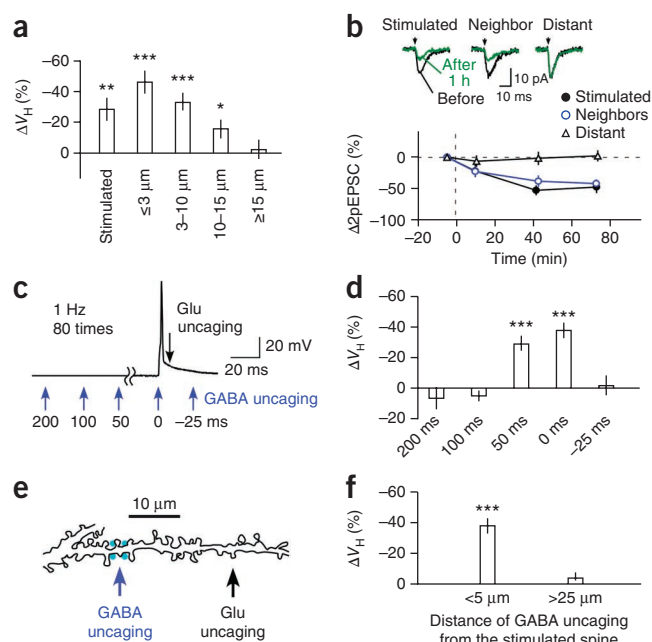 a
ΔVH (%)
−60
−40
−20
0
**
***
***
*
Stimulated
≤3 μm
3–10 μm
10–15 μm
≥15 μm
b
Stimulated Neighbor Distant
After
1 h
Before
10 pA
10 ms
Stimulated
Neighbors
Distant
Δ2pEPSC (%)
0
−50
−100
−20 0 20 40 60 80
Time (min)
c
1 Hz
80 times
Glu
uncaging
20 mV
20 ms
GABA uncaging
200 100 50 0 −25 ms
d
ΔVH (%)
−60
−40
−20
0
20
***
***
200 ms
100 ms
50 ms
0 ms
−25 ms
e
10 μm
GABA
uncaging
Glu
uncaging
f
ΔVH (%)
−60
−40
−20
0
***
<5 μm >25 μm
Distance of GABA uncaging
from the stimulated spine